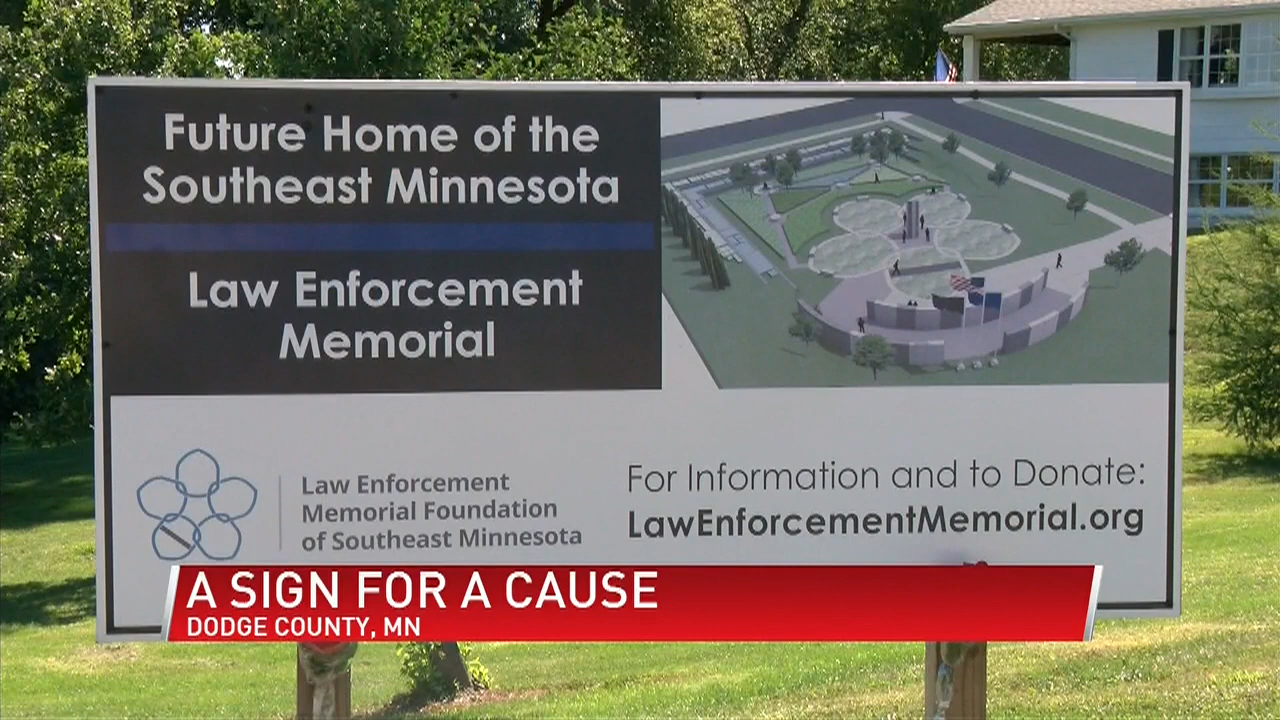 Future Home of the
Southeast Minnesota
Law Enforcement
Memorial
Law Enforcement
Memorial Foundation
of Southeast Minnesota
For Information and to Donate:
LawEnforcementMemorial.org
A SIGN FOR A CAUSE
DODGE COUNTY, MN